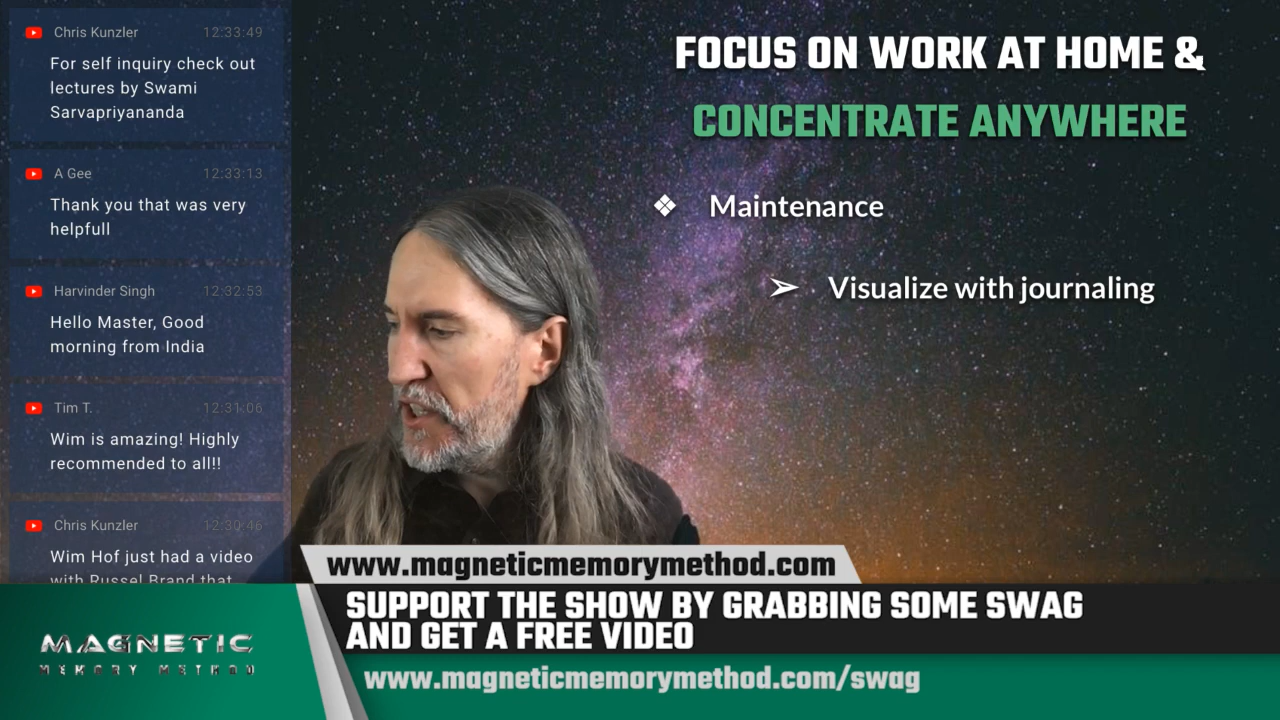 Chris Kunzler 12:33:49
For self inquiry check out
lectures by Swami
Sarvapriyananda
A Gee 12:33:13
Thank you that was very
helpfull
Harvinder Singh 12:32:53
Hello Master, Good
morning from India
Tim T. 12:31:06
Wim is amazing! Highly
recommended to all!!
Chris Kunzler 12:30:46
Wim Hof just had a video
with Russel Brand that
FOCUS ON WORK AT HOME &
CONCENTRATE ANYWHERE
Maintenance
Visualize with journaling
www.magneticmemorymethod.com
SUPPORT THE SHOW BY GRABBING SOME SWAG
AND GET A FREE VIDEO
www.magneticmemorymethod.com/swag
MAGNETIC
MEMORY METHOD